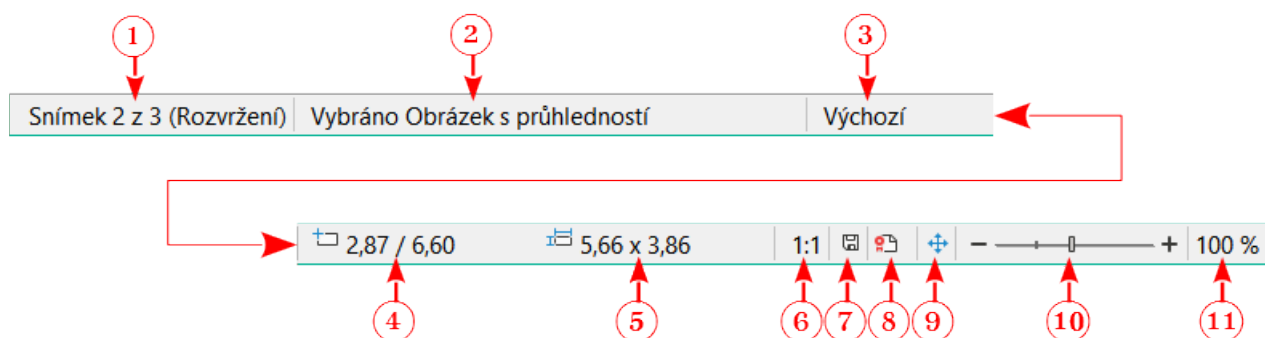 1 2 3
Snímek 2 z 3 (Rozvržení) Vybráno Obrázek s průhledností Výchozí
2,87 / 6,60 5,66 x 3,86 1:1 100 %
4 5 6 7 8 9 10 11